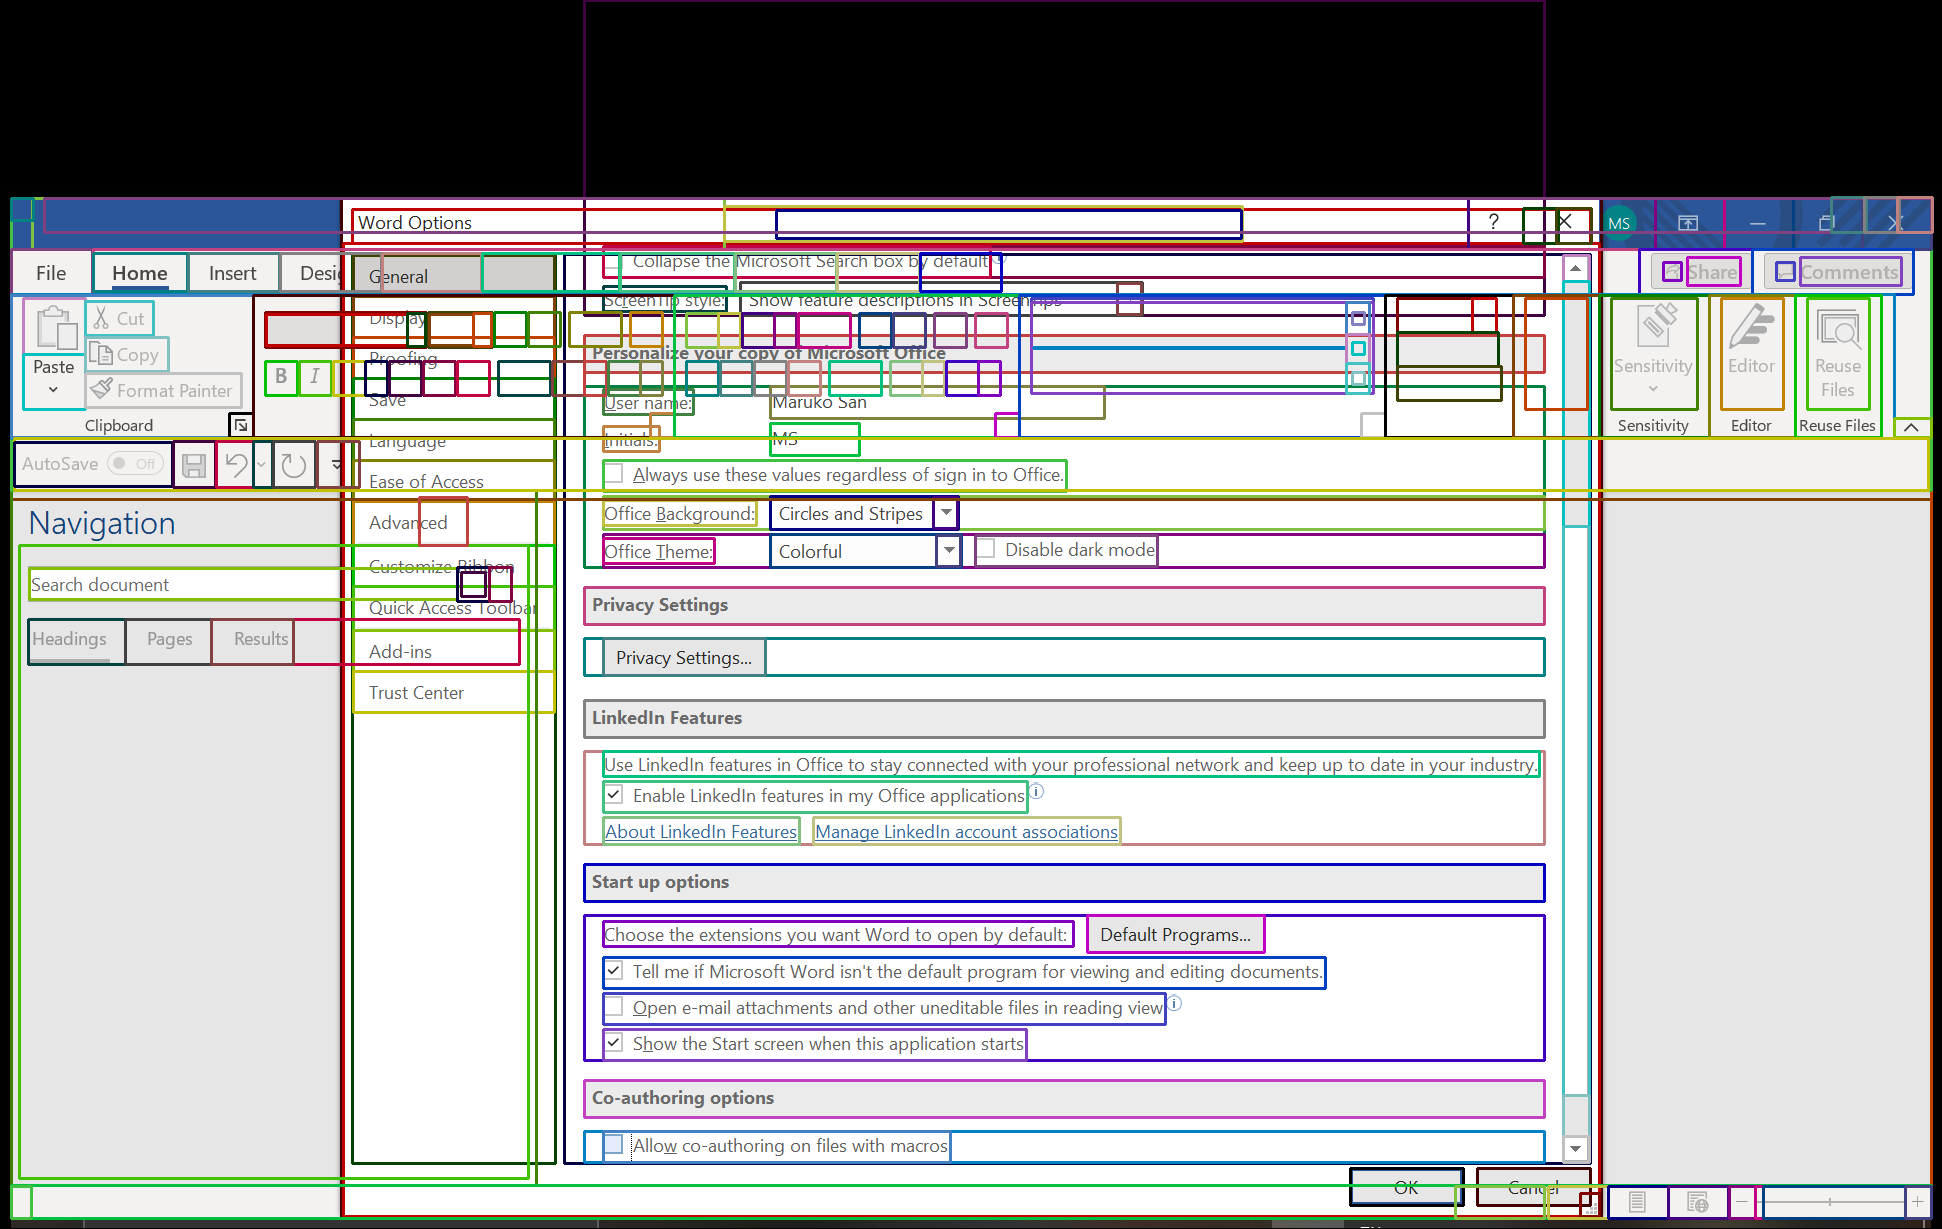 Word Options
?
MS
File
Home
Insert
General
Collapse the Microsoft Search box by default
Share
Comments
ScreenTip style:
Show feature descriptions in ScreenTips
Cut
Display
Copy
Proofing
Personalize your copy of Microsoft Office
Paste
Sensitivity
Editor
Reuse
Files
Format Painter
B
I
Save
User name:
Maruko San
Clipboard
Language
Initials:
MS
Sensitivity
Editor
Reuse Files
AutoSave
Off
Ease of Access
Always use these values regardless of sign in to Office.
Navigation
Advanced
Office Background:
Circles and Stripes
Office Theme:
Colorful
Disable dark mode
Customize Ribbon
Search document
Quick Access Toolbar
Privacy Settings
Headings
Pages
Results
Add-ins
Privacy Settings...
Trust Center
LinkedIn Features
Use LinkedIn features in Office to stay connected with your professional network and keep up to date in your industry.
Enable LinkedIn features in my Office applications
About LinkedIn Features
Manage LinkedIn account associations
Start up options
Choose the extensions you want Word to open by default:
Default Programs...
Tell me if Microsoft Word isn't the default program for viewing and editing documents.
Open e-mail attachments and other uneditable files in reading view
Show the Start screen when this application starts
Co-authoring options
Allow co-authoring on files with macros
OK
Cancel